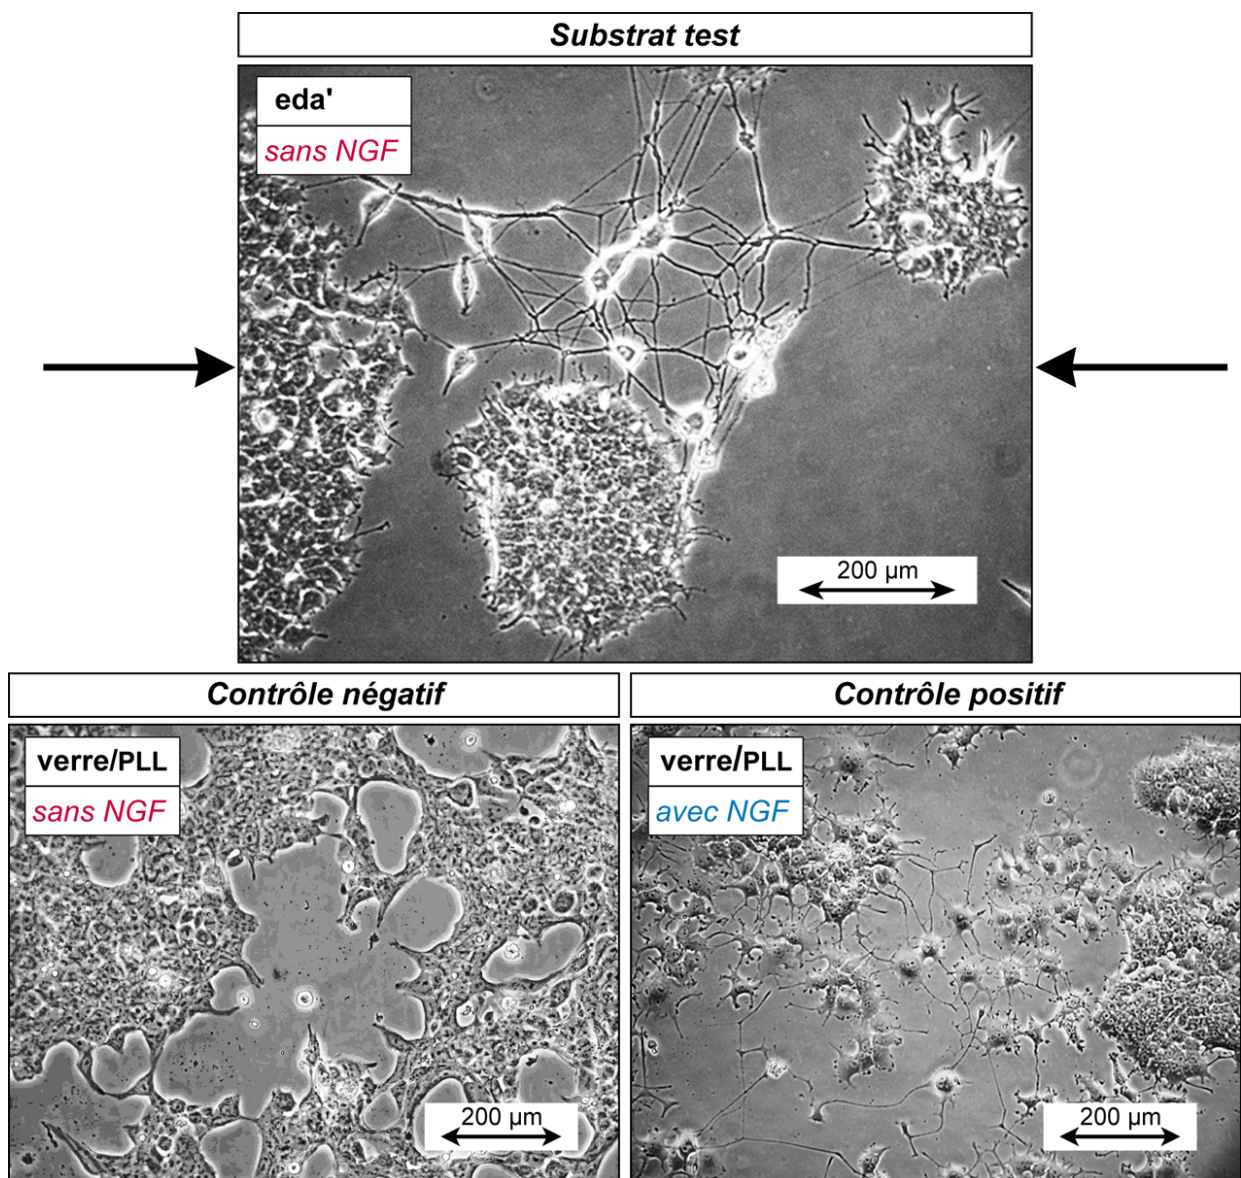 Substrat test
eda'
sans NGF
200 µm
Contrôle négatif
Contrôle positif
verre/PLL
sans NGF
200 µm
verre/PLL
avec NGF
200 µm